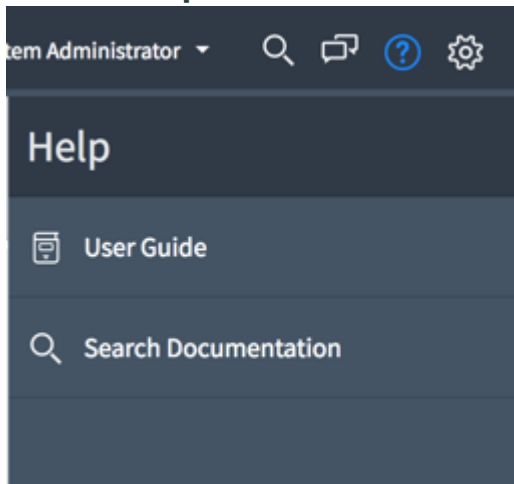 tem Administrator
Help
User Guide
Search Documentation